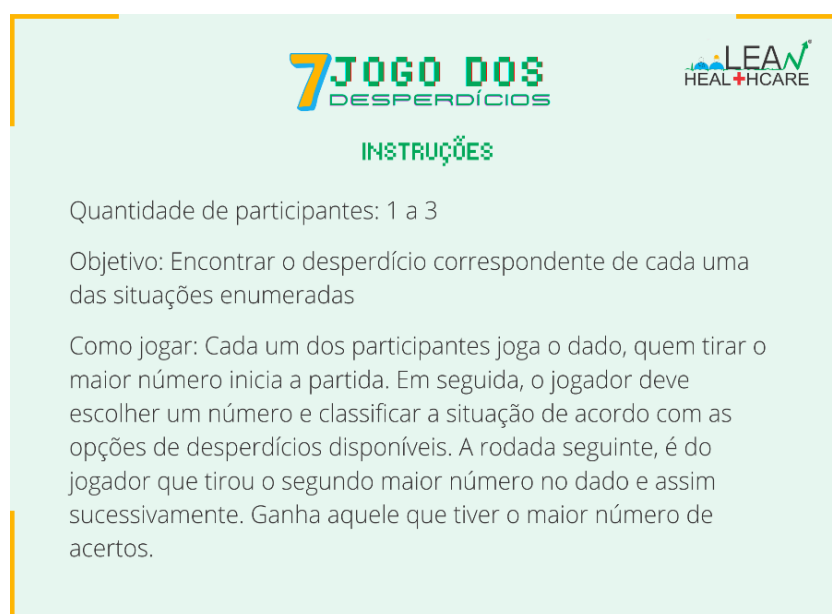 7 JOGO DOS
DESPERDÍCIOS
LEAN
HEALTHCARE
INSTRUÇÕES
Quantidade de participantes: 1 a 3
Objetivo: Encontrar o desperdício correspondente de cada uma
das situações enumeradas
Como jogar: Cada um dos participantes joga o dado, quem tirar o
maior número inicia a partida. Em seguida, o jogador deve
escolher um número e classificar a situação de acordo com as
opções de desperdícios disponíveis. A rodada seguinte, é do
jogador que tirou o segundo maior número no dado e assim
sucessivamente. Ganha aquele que tiver o maior número de
acertos.